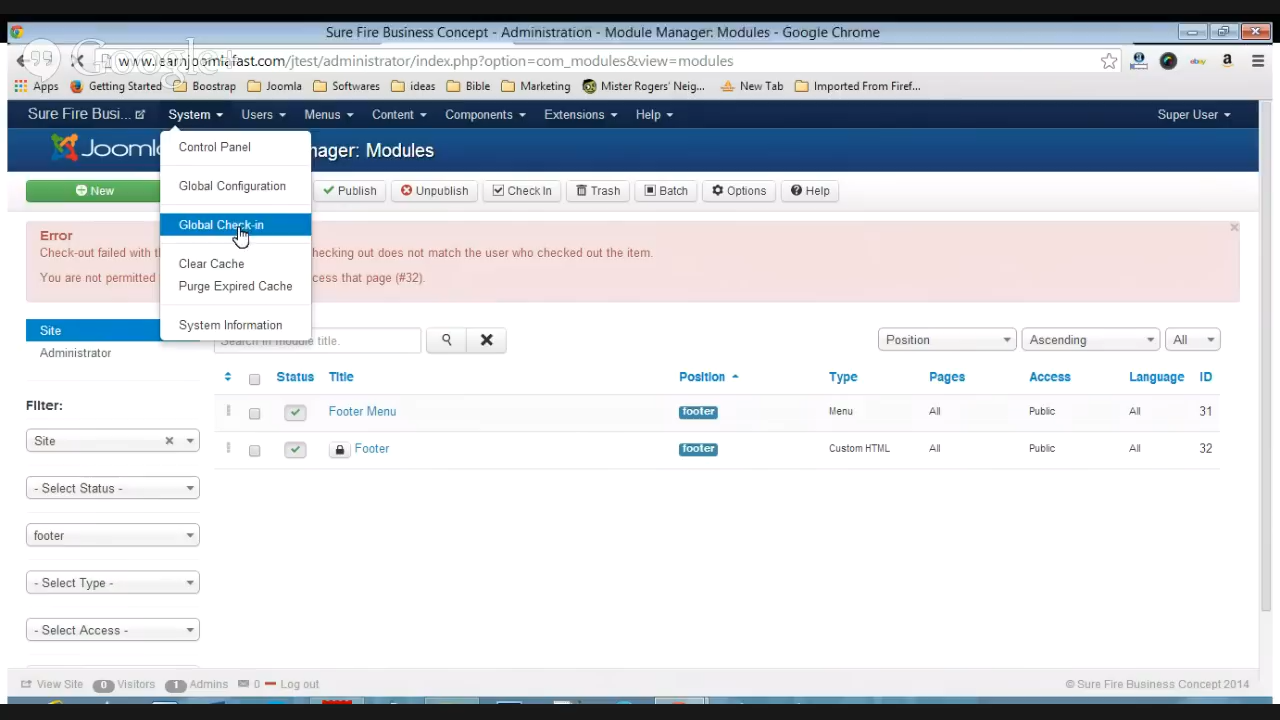 Sure Fire Business Concept - Administration - Module Manager: Modules - Google Chrome
Google+
www.learnjoomlafast.com/jtest/administrator/index.php?option=com_modules&view=modules
Apps Getting Started Boostrap Joomla Softwares ideas Bible Marketing Mister Rogers' Neig... New Tab Imported From Firef...
Sure Fire Busi... System Users Menus Content Components Extensions Help Super User
Control Panel
Global Configuration
Global Check-in
Clear Cache
Purge Expired Cache
System Information
Joomla
Manager: Modules
New Publish Unpublish Check In Trash Batch Options Help
Error
Check-out failed with th
hecking out does not match the user who checked out the item.
You are not permitted
cess that page (#32).
Site
Administrator
Search in module title.
Position Ascending All
Status Title Position Type Pages Access Language ID
Footer Menu footer Menu All Public All 31
Footer footer Custom HTML All Public All 32
Filter:
Site
- Select Status -
footer
- Select Type -
- Select Access -
View Site 0 Visitors 1 Admins 0 Log out
© Sure Fire Business Concept 2014